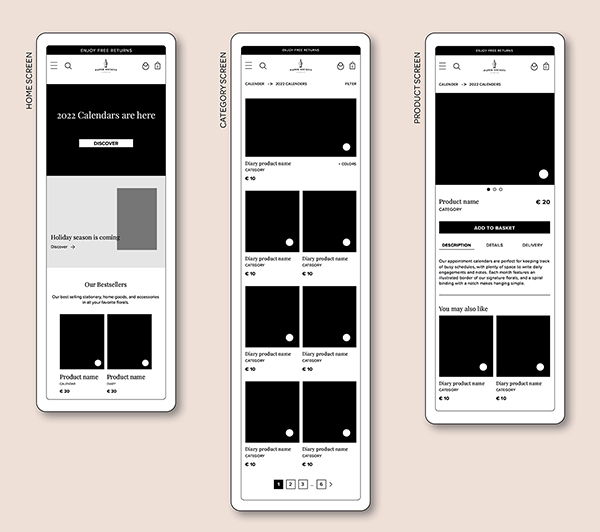 HOME SCREEN
ENJOY FREE RETURNS
2022 Calendars are here
DISCOVER
Holiday season is coming
Discover →
Our Bestsellers
Our best selling stationery, home goods, and accessories
in all your favorite florals.
Product name Product name
CALENDAR DIARY
€ 30 € 30
CATEGORY SCREEN
ENJOY FREE RETURNS
CALENDER → 2022 CALENDERS FILTER
Diary product name + COLORS
CATEGORY
€ 10
Diary product name Diary product name
CATEGORY CATEGORY
€ 10 € 10
Diary product name Diary product name
CATEGORY CATEGORY
€ 10 € 10
Diary product name Diary product name
CATEGORY CATEGORY
€ 10 € 10
1 2 3 ... 6 >
PRODUCT SCREEN
ENJOY FREE RETURNS
CALENDER → 2022 CALENDERS
Product name € 20
CATEGORY
ADD TO BASKET
DESCRIPTION DETAILS DELIVERY
Our appointment calendars are perfect for keeping track
of busy schedules, with plenty of space to write daily
engagements and notes. Each month features an
illustrated border of our signature florals, and a spiral
binding with a notch makes hanging simple.
You may also like
Diary product name Diary product name
CATEGORY CATEGORY
€ 10 € 10